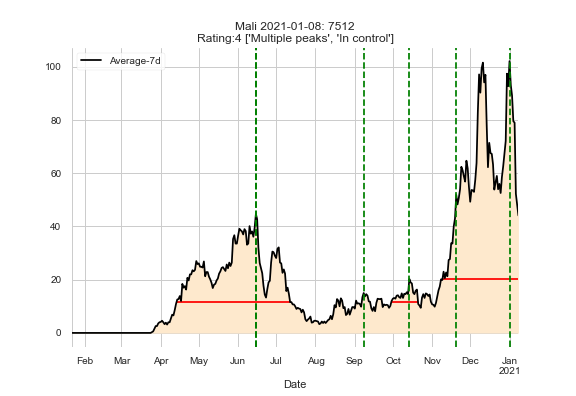 Mali 2021-01-08: 7512
Rating:4 ['Multiple peaks', 'In control']
Average-7d
100
80
60
40
20
0
Feb Mar Apr May Jun Jul Aug Sep Oct Nov Dec Jan
2021
Date